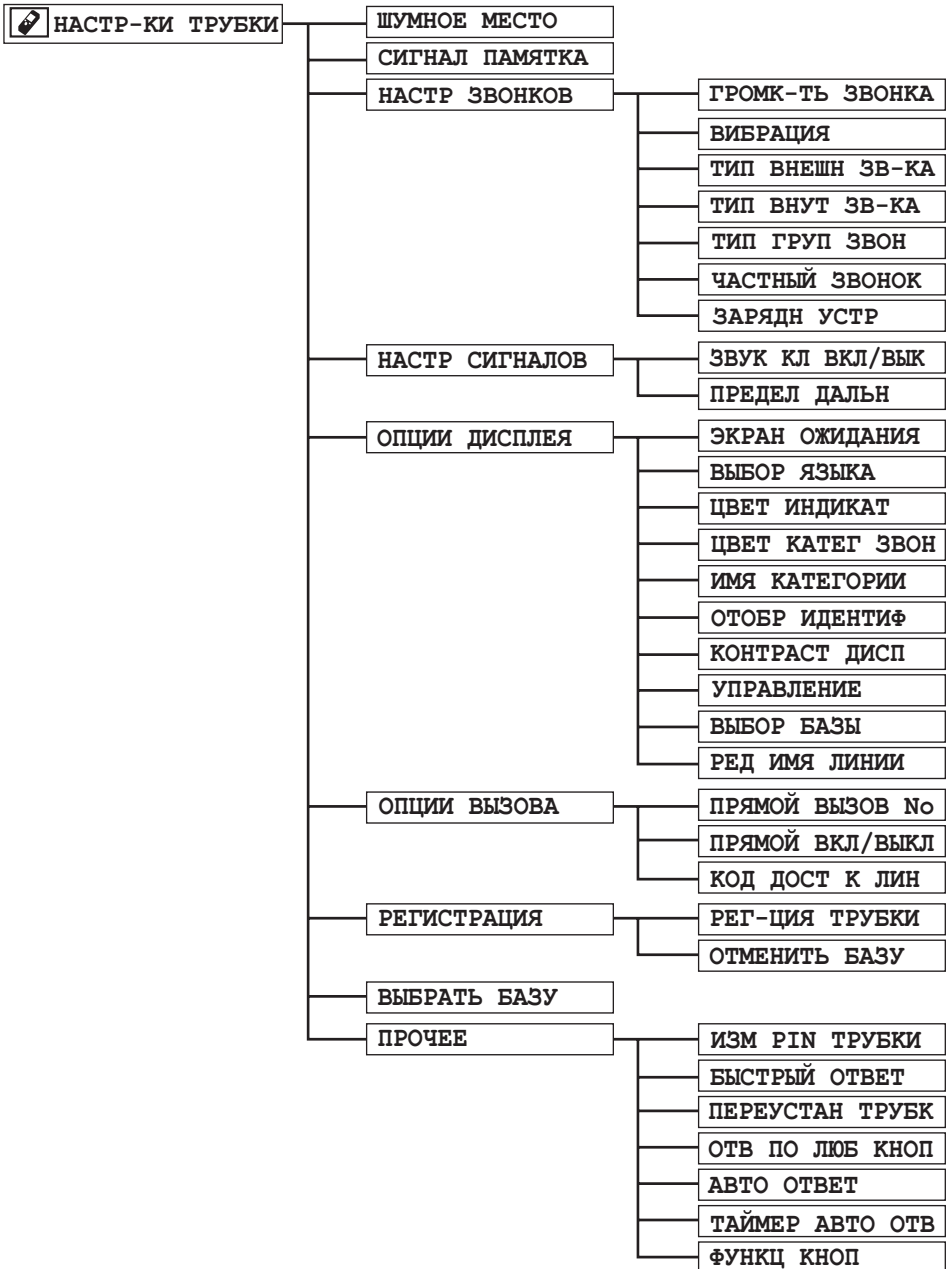 НАСТР-КИ ТРУБКИ
ШУМНОЕ МЕСТО
СИГНАЛ ПАМЯТКА
НАСТР ЗВОНКОВ
ГРОМК-ТЬ ЗВОНКА
ВИБРАЦИЯ
ТИП ВНЕШН ЗВ-КА
ТИП ВНУТ ЗВ-КА
ТИП ГРУП ЗВОН
ЧАСТНЫЙ ЗВОНОК
ЗАРЯДН УСТР
НАСТР СИГНАЛОВ
ЗВУК КЛ ВКЛ/ВЫК
ПРЕДЕЛ ДАЛЬН
ОПЦИИ ДИСПЛЕЯ
ЭКРАН ОЖИДАНИЯ
ВЫБОР ЯЗЫКА
ЦВЕТ ИНДИКАТ
ЦВЕТ КАТЕГ ЗВОН
ИМЯ КАТЕГОРИИ
ОТОБР ИДЕНТИФ
КОНТРАСТ ДИСП
УПРАВЛЕНИЕ
ВЫБОР БАЗЫ
РЕД ИМЯ ЛИНИИ
ОПЦИИ ВЫЗОВА
ПРЯМОЙ ВЫЗОВ No
ПРЯМОЙ ВКЛ/ВЫКЛ
КОД ДОСТ К ЛИН
РЕГИСТРАЦИЯ
РЕГ-ЦИЯ ТРУБКИ
ОТМЕНИТЬ БАЗУ
ВЫБРАТЬ БАЗУ
ПРОЧЕЕ
ИЗМ PIN ТРУБКИ
БЫСТРЫЙ ОТВЕТ
ПЕРЕУСТАН ТРУБК
ОТВ ПО ЛЮБ КНОП
АВТО ОТВЕТ
ТАЙМЕР АВТО ОТВ
ФУНКЦ КНОП